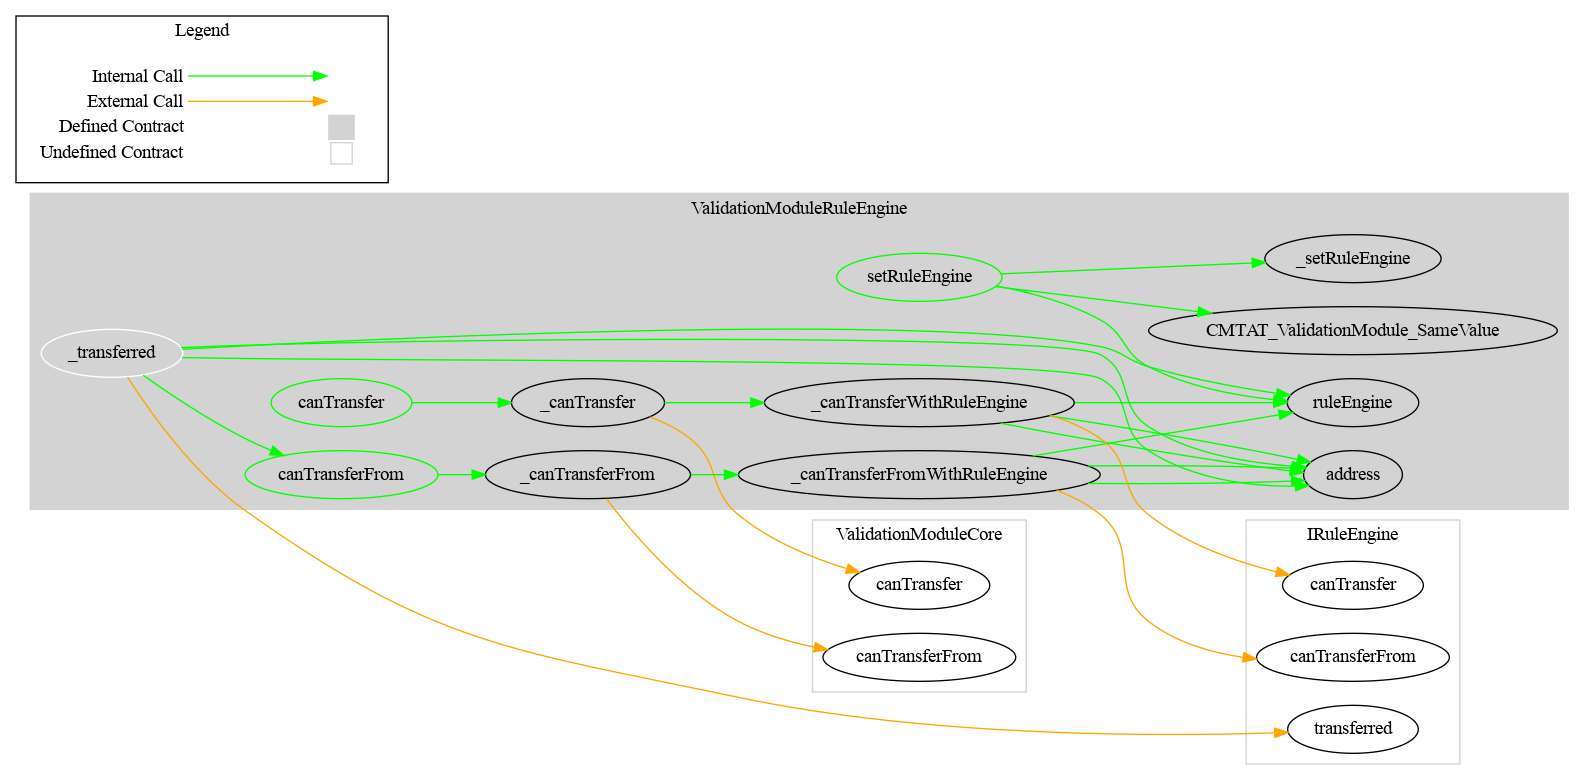 Legend
Internal Call
External Call
Defined Contract
Undefined Contract
ValidationModuleRuleEngine
_setRuleEngine
setRuleEngine
CMTAT_ValidationModule_SameValue
_transferred
canTransfer
_canTransfer
_canTransferWithRuleEngine
ruleEngine
canTransferFrom
_canTransferFrom
_canTransferFromWithRuleEngine
address
ValidationModuleCore
canTransfer
canTransferFrom
IRuleEngine
canTransfer
canTransferFrom
transferred